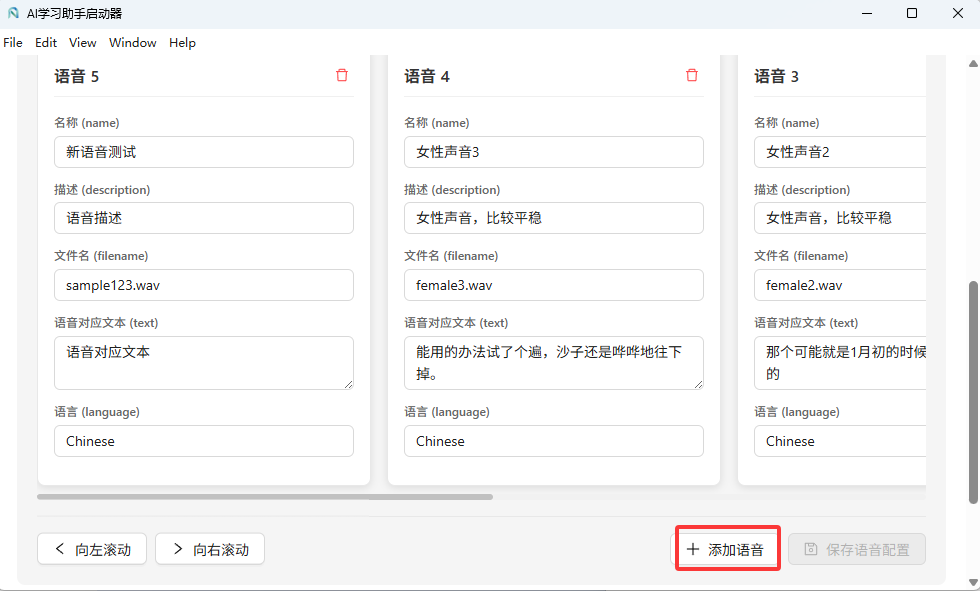 AI学习助手启动器
File Edit View Window Help
语音 5
名称 (name)
新语音测试
描述 (description)
语音描述
文件名 (filename)
sample123.wav
语音对应文本 (text)
语音对应文本
语言 (language)
Chinese
语音 4
名称 (name)
女性声音3
描述 (description)
女性声音，比较平稳
文件名 (filename)
female3.wav
语音对应文本 (text)
能用的办法试了个遍，沙子还是哗哗地往下
掉。
语言 (language)
Chinese
语音 3
名称 (name)
女性声音2
描述 (description)
女性声音，比较平稳
文件名 (filename)
female2.wav
语音对应文本 (text)
那个可能就是1月初的时候
的
语言 (language)
Chinese
向左滚动
向右滚动
添加语音
保存语音配置